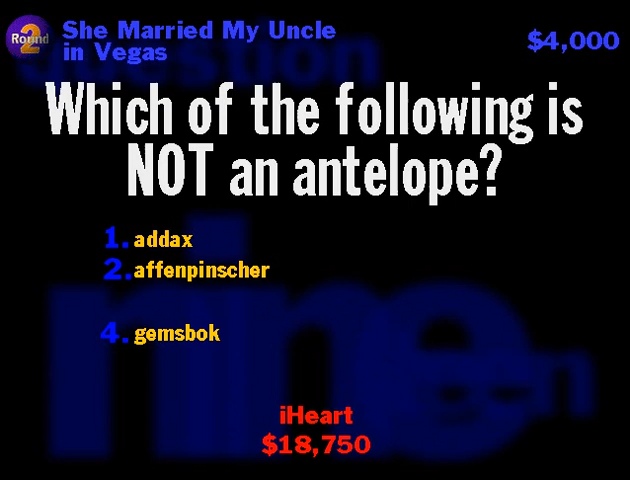 Round 2
She Married My Uncle
in Vegas
$4,000
Which of the following is
NOT an antelope?
1. addax
2. affenpinscher
4. gemsbok
iHeart
$18,750